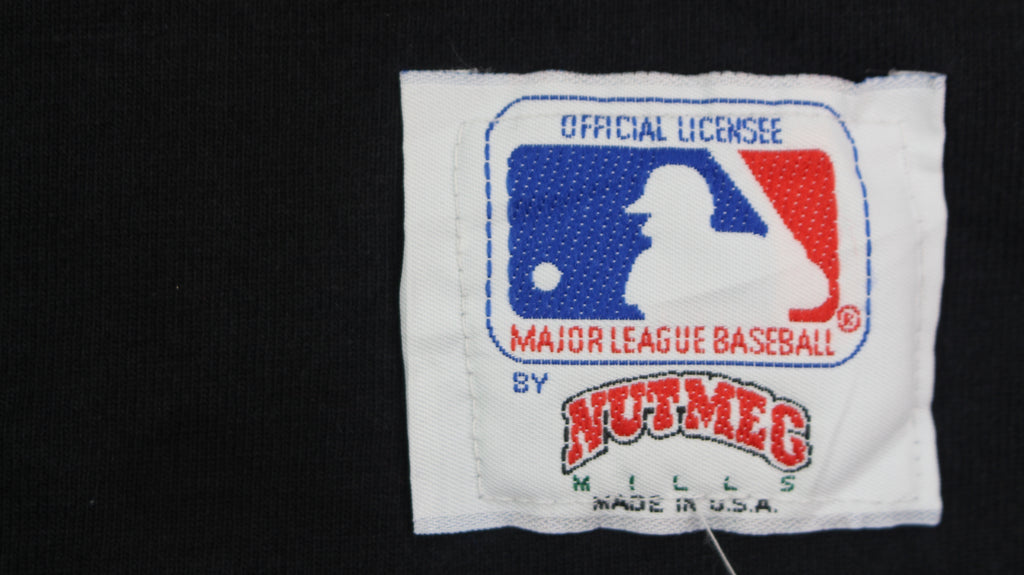 OFFICIAL LICENSEE
MAJOR LEAGUE BASEBALL ®
BY
NUTMEG
MILLS
MADE IN U.S.A.